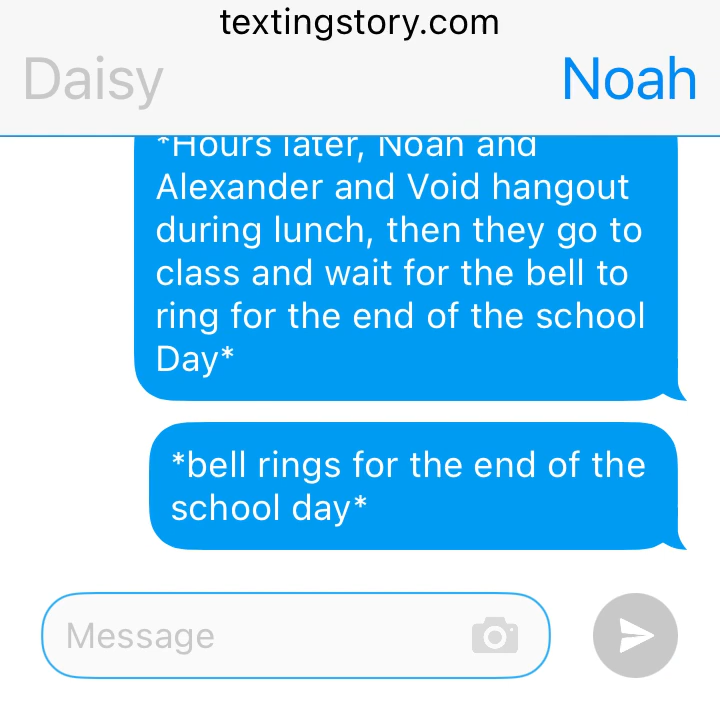 textingstory.com
Daisy Noah
*Hours later, Noah and
Alexander and Void hangout
during lunch, then they go to
class and wait for the bell to
ring for the end of the school
Day*
*bell rings for the end of the
school day*
Message